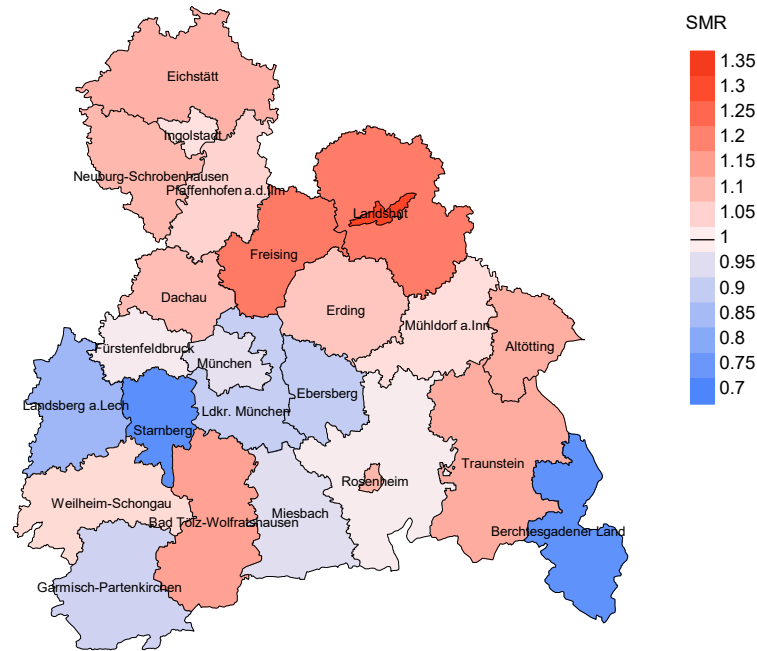 SMR
1.35
1.3
1.25
1.2
1.15
1.1
1.05
1
0.95
0.9
0.85
0.8
0.75
0.7
Eichstätt
Ingolstadt
Neuburg-Schrobenhausen
Pfaffenhofen a.d.Ilm
Landshut
Freising
Dachau
Erding
Mühldorf a.Inn
Altötting
Fürstenfeldbruck
München
Ebersberg
Landsberg a.Lech
Ldkr. München
Starnberg
Traunstein
Rosenheim
Weilheim-Schongau
Miesbach
Bad Tölz-Wolfratshausen
Berchtesgadener Land
Garmisch-Partenkirchen